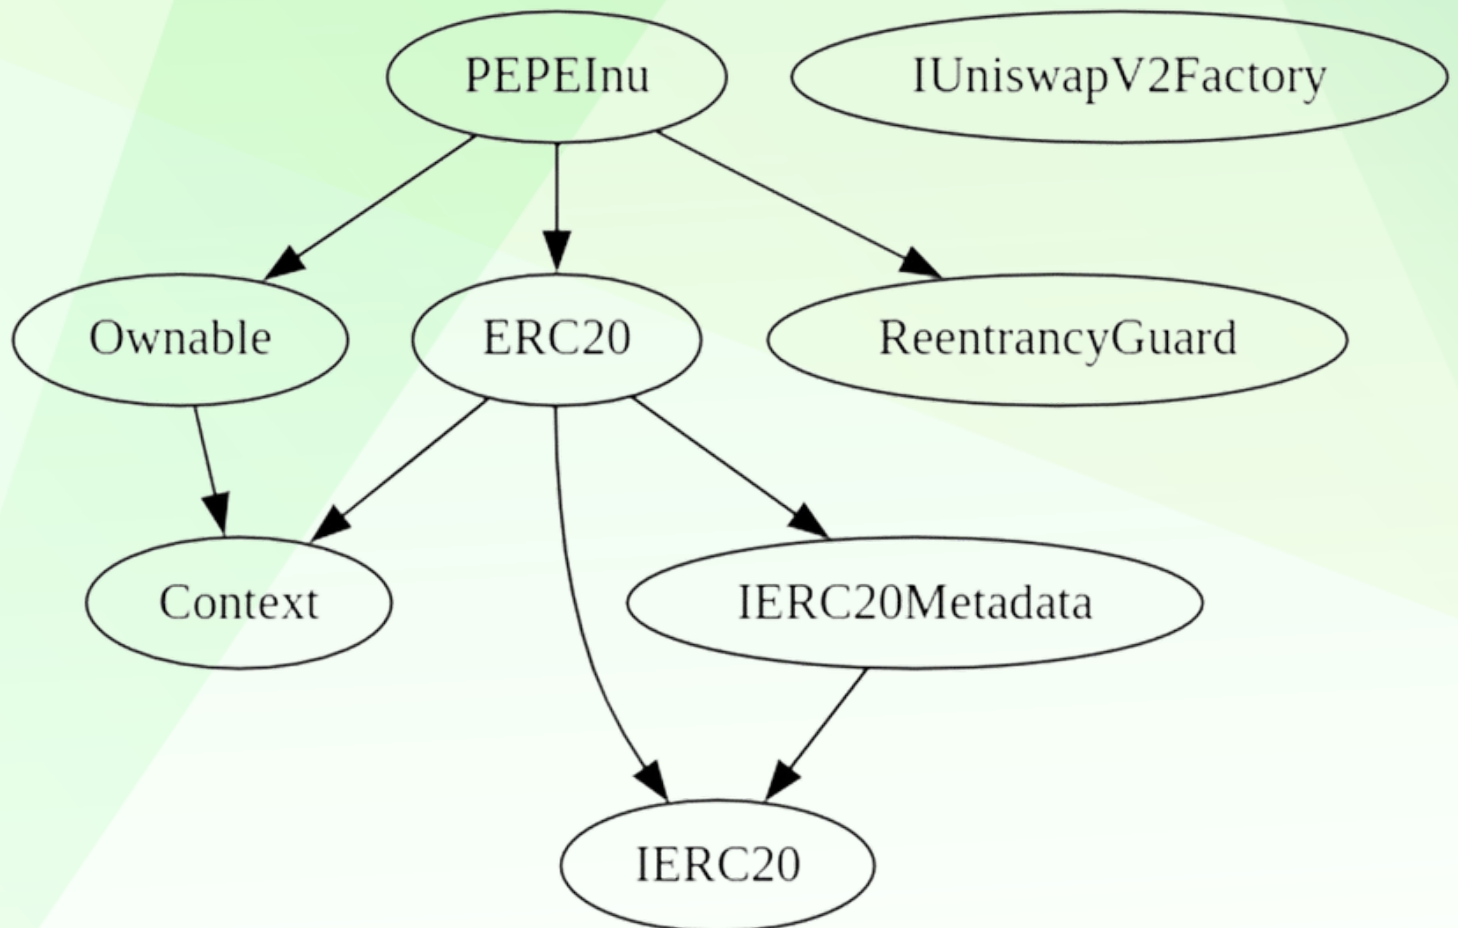 PEPEInu
IUniswapV2Factory
Ownable
ERC20
ReentrancyGuard
Context
IERC20Metadata
IERC20